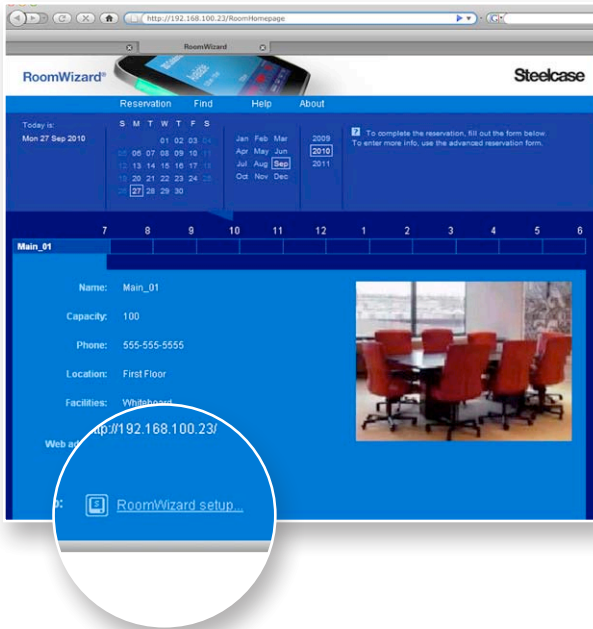 http://192.168.100.23/RoomHomepage
RoomWizard
RoomWizard®
Steelcase
Reservation Find Help About
Today is:
Mon 27 Sep 2010
S M T W T F S
01 02 03 04
05 06 07 08 09 10 11
12 13 14 15 16 17 18
19 20 21 22 23 24 25
26 27 28 29 30
Jan Feb Mar
Apr May Jun
Jul Aug Sep
Oct Nov Dec
2009
2010
2011
? To complete the reservation, fill out the form below.
To enter more info, use the advanced reservation form.
7 8 9 10 11 12 1 2 3 4 5 6
Main_01
Name: Main_01
Capacity: 100
Phone: 555-555-5555
Location: First Floor
Facilities: Whiteboard
Web ad
tp://192.168.100.23/
RoomWizard setup...